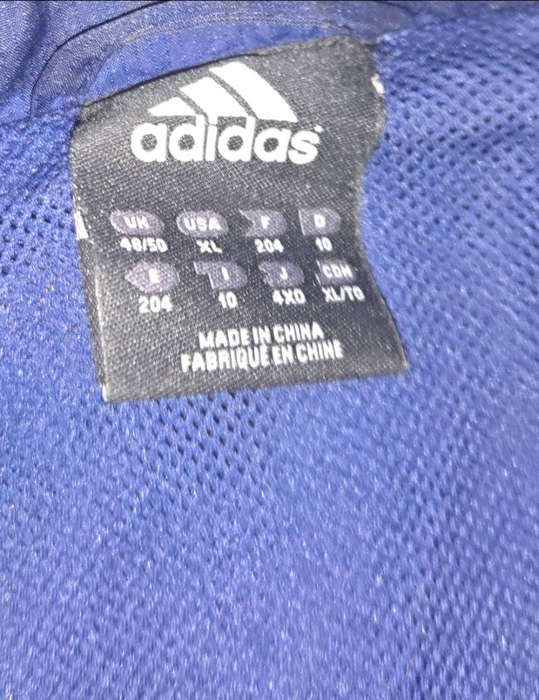 adidas
UK USA F D
48/50 XL 204 10
E I J CDN
204 10 4XO XL/TG
MADE IN CHINA
FABRIQUÉ EN CHINE